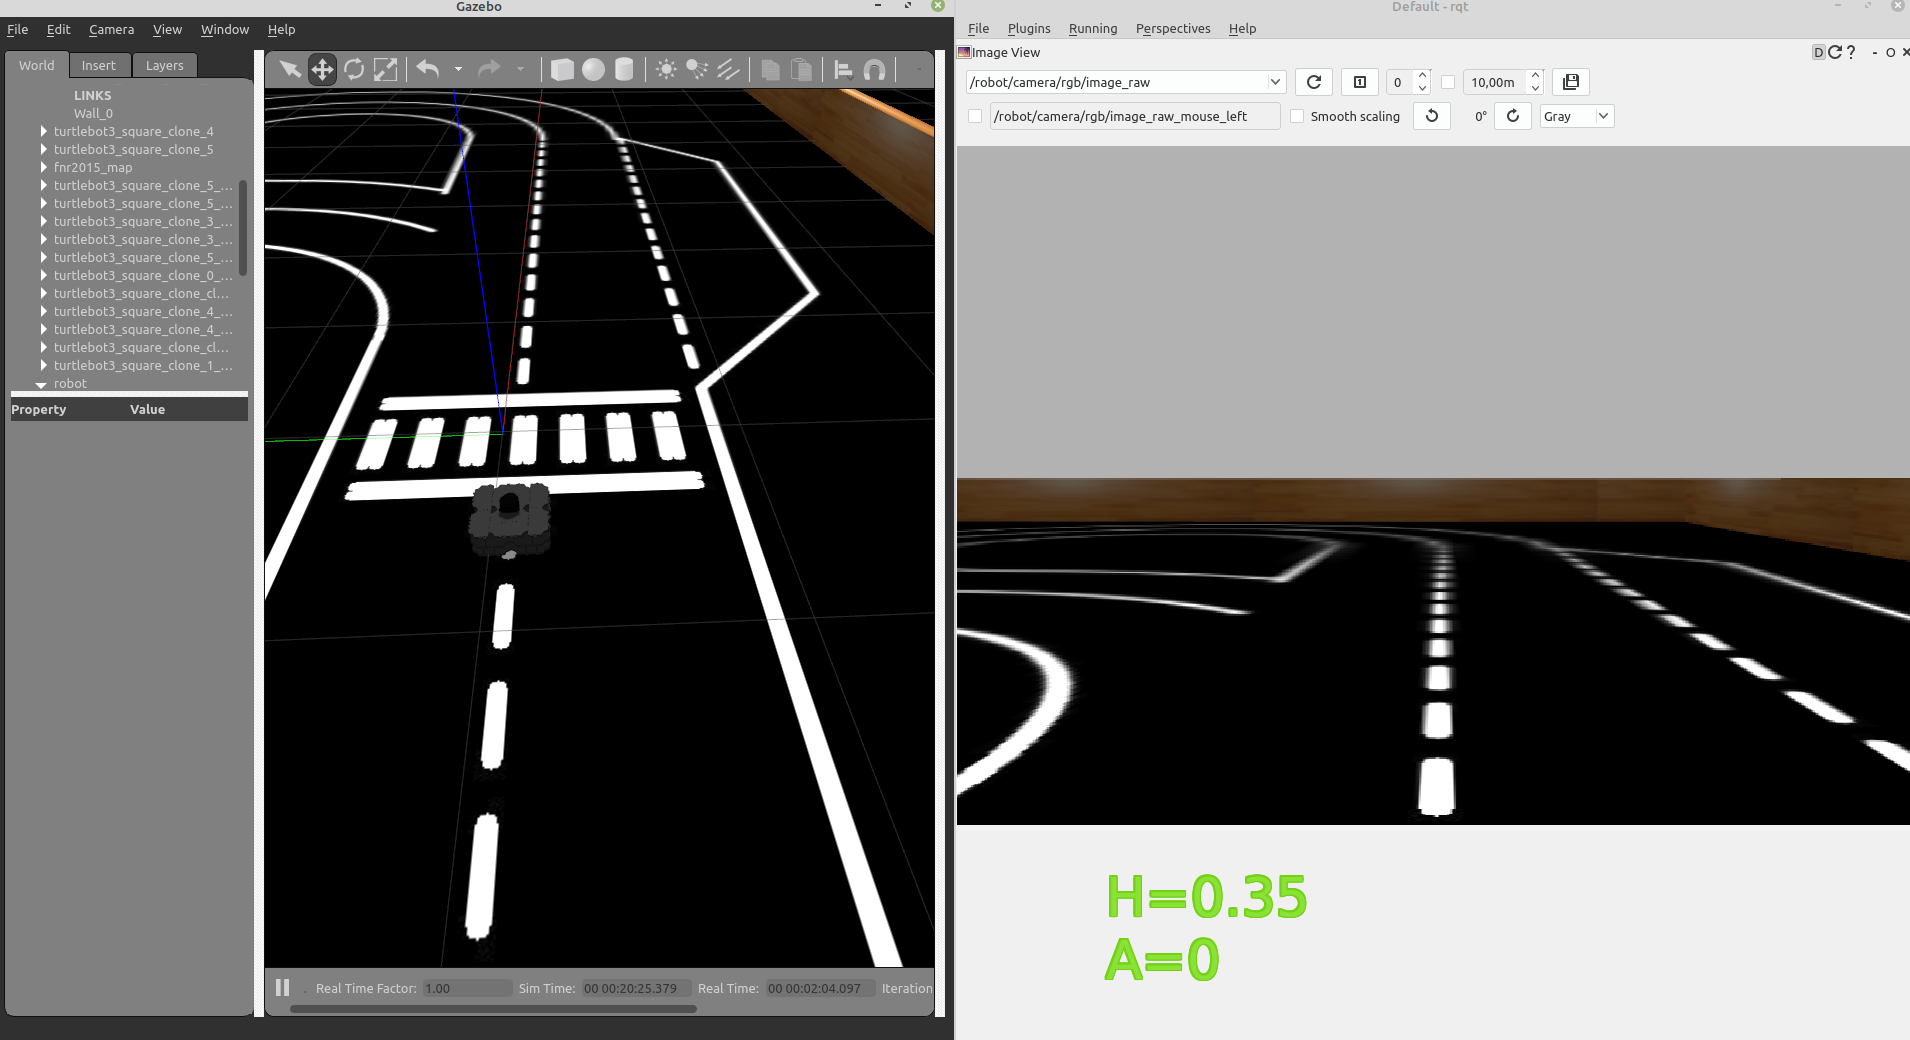 Gazebo
File Edit Camera View Window Help
World Insert Layers
LINKS
Wall_0
turtlebot3_square_clone_4
turtlebot3_square_clone_5
fnr2015_map
turtlebot3_square_clone_5_...
turtlebot3_square_clone_5_...
turtlebot3_square_clone_3_...
turtlebot3_square_clone_3_...
turtlebot3_square_clone_5_...
turtlebot3_square_clone_0_...
turtlebot3_square_clone_cl...
turtlebot3_square_clone_4_...
turtlebot3_square_clone_4_...
turtlebot3_square_clone_cl...
turtlebot3_square_clone_1_...
robot
Property Value
Real Time Factor: 1.00 Sim Time: 00 00:20:25.379 Real Time: 00 00:02:04.097 Iteration
Default - rqt
File Plugins Running Perspectives Help
Image View
D ? - O
/robot/camera/rgb/image_raw 0 10,00m
/robot/camera/rgb/image_raw_mouse_left Smooth scaling 0° Gray
H=0.35
A=0